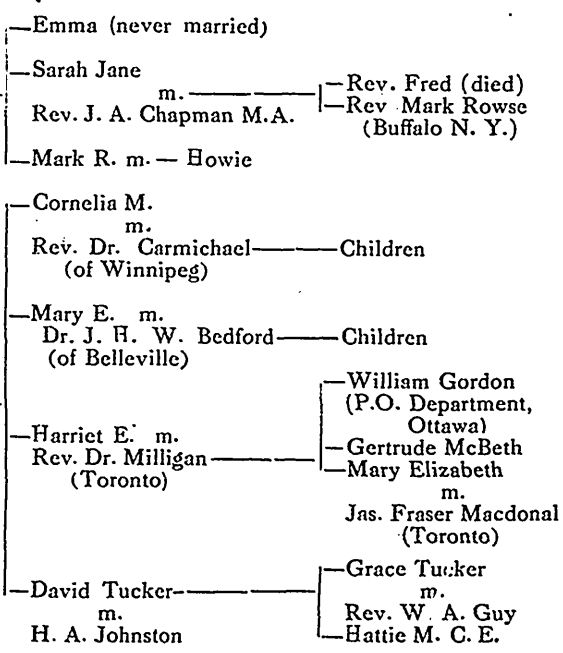 Emma (never married)
Sarah Jane
m.
Rev. J. A. Chapman M.A.
Rev. Fred (died)
Rev Mark Rowse
(Buffalo N. Y.)
Mark R. m. — Howie
Cornelia M.
m.
Rev. Dr. Carmichael
(of Winnipeg)
Children
Mary E. m.
Dr. J. H. W. Bedford
(of Belleville)
Children
Harriet E. m.
Rev. Dr. Milligan
(Toronto)
William Gordon
(P.O. Department,
Ottawa)
Gertrude McBeth
Mary Elizabeth
m.
Jas. Fraser Macdonal
(Toronto)
David Tucker
m.
H. A. Johnston
Grace Tucker
m.
Rev. W. A. Guy
Hattie M. C. E.